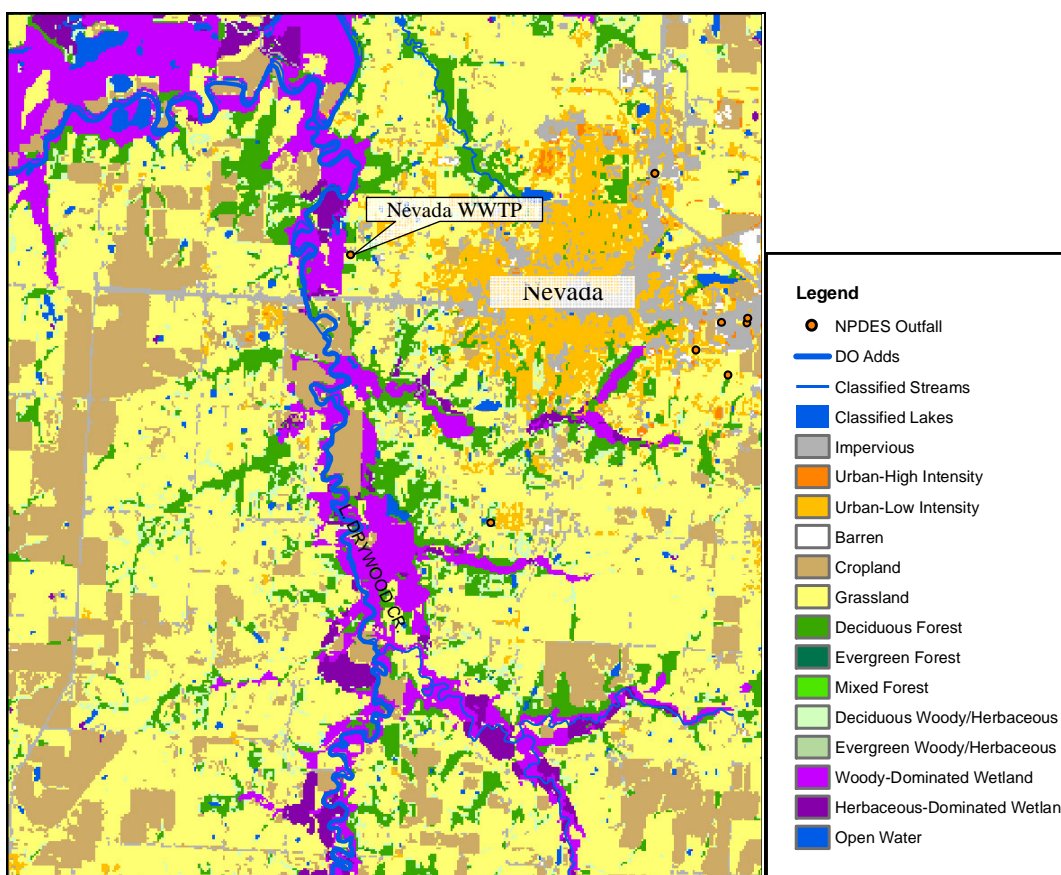 Nevada WWTP
Nevada
L. DRYWOOD CR.
Legend
NPDES Outfall
DO Adds
Classified Streams
Classified Lakes
Impervious
Urban-High Intensity
Urban-Low Intensity
Barren
Cropland
Grassland
Deciduous Forest
Evergreen Forest
Mixed Forest
Deciduous Woody/Herbaceous
Evergreen Woody/Herbaceous
Woody-Dominated Wetland
Herbaceous-Dominated Wetlan
Open Water